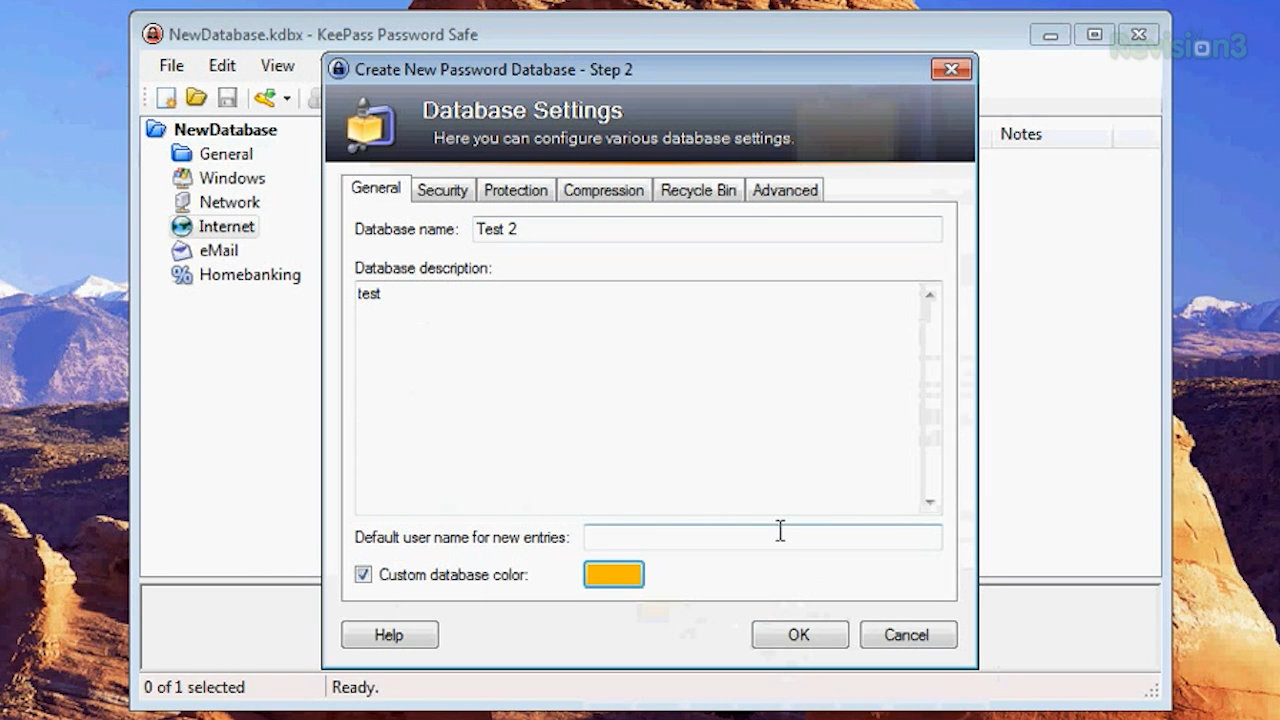 NewDatabase.kdbx - KeePass Password Safe
Revision3
File Edit View
Create New Password Database - Step 2
Database Settings
Here you can configure various database settings.
NewDatabase
General
Windows
Network
Internet
eMail
Homebanking
Notes
General Security Protection Compression Recycle Bin Advanced
Database name: Test 2
Database description:
test
Default user name for new entries:
Custom database color:
Help OK Cancel
0 of 1 selected Ready.